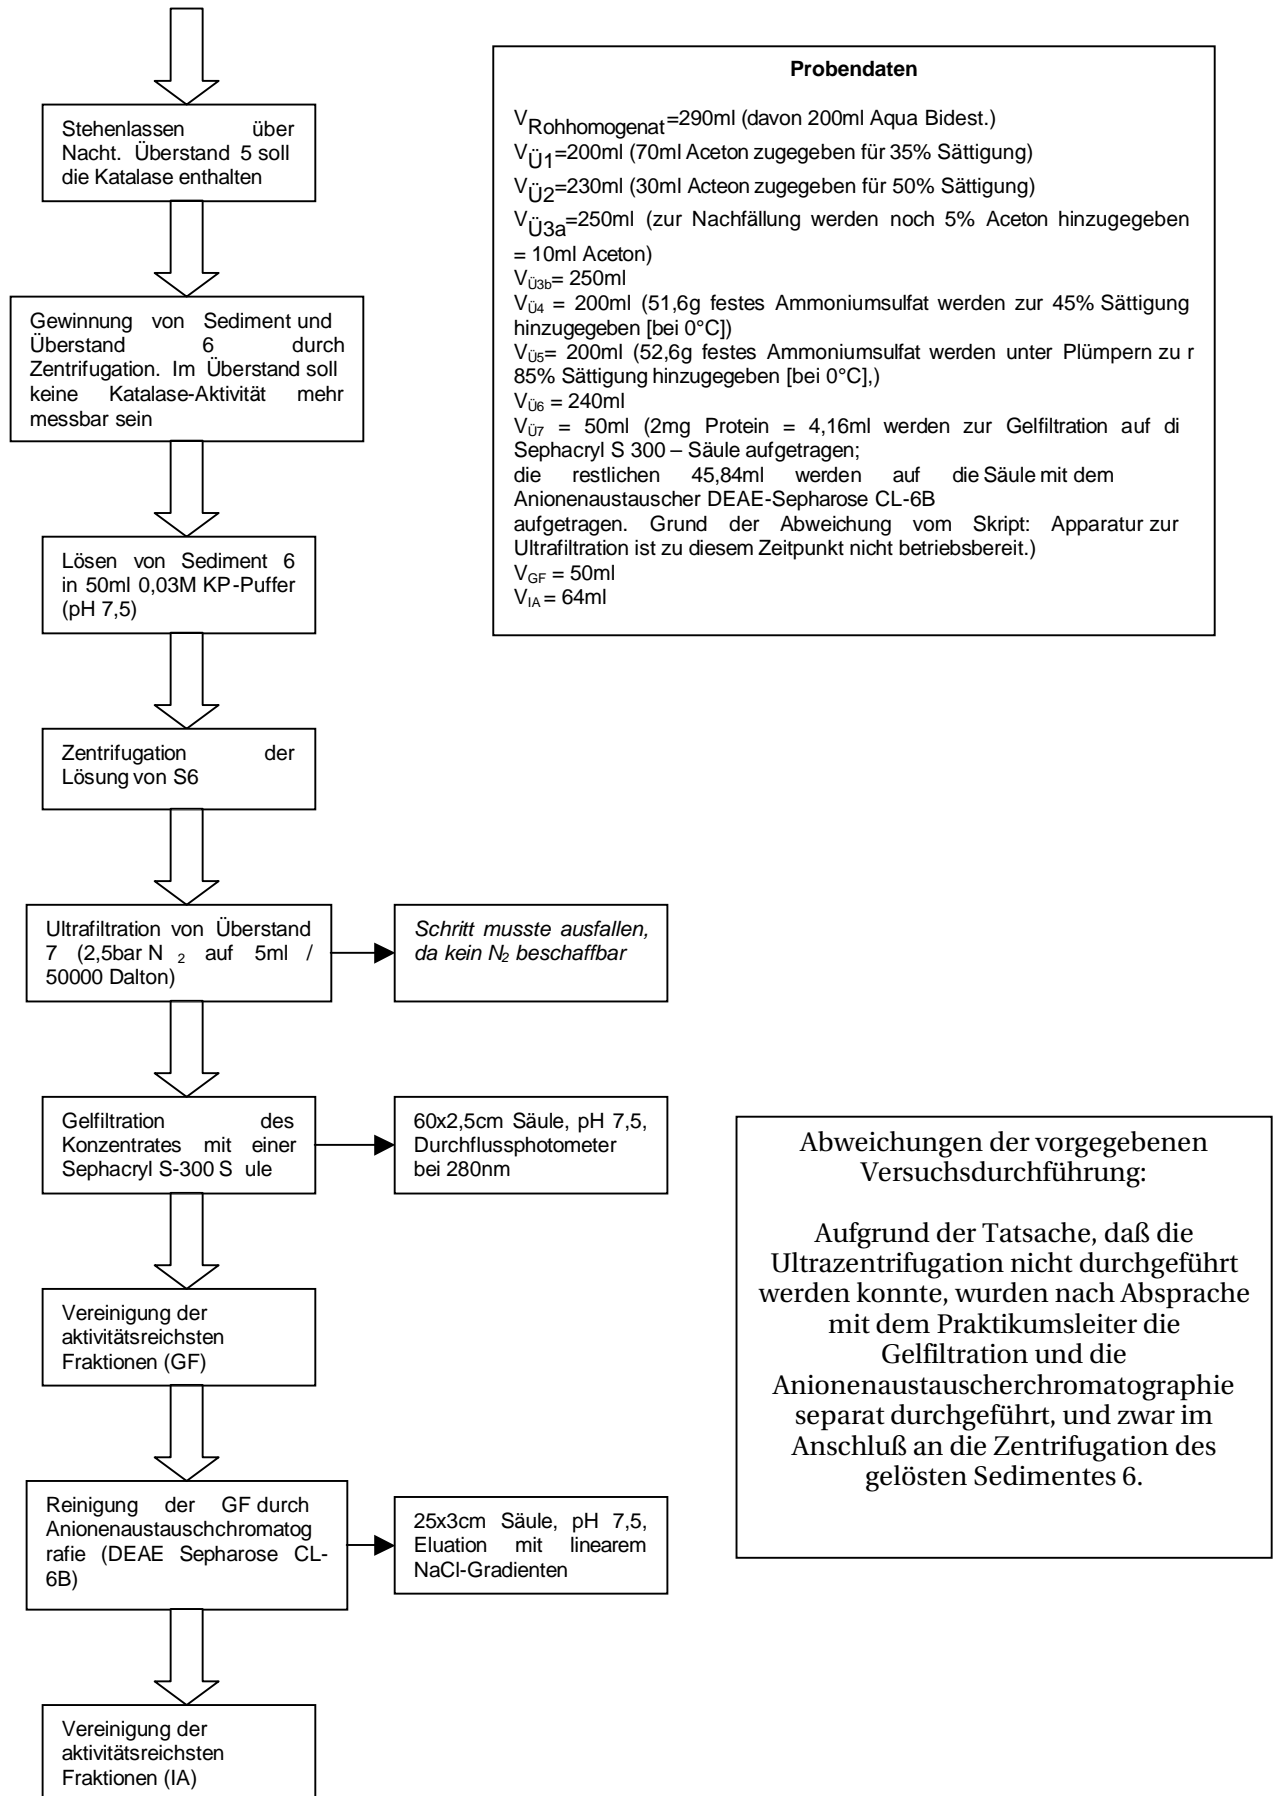 Stehenlassen über
Nacht. Überstand 5 soll
die Katalase enthalten
Gewinnung von Sediment und
Überstand 6 durch
Zentrifugation. Im Überstand soll
keine Katalase-Aktivität mehr
messbar sein
Lösen von Sediment 6
in 50ml 0,03M KP-Puffer
(pH 7,5)
Zentrifugation der
Lösung von S6
Ultrafiltration von Überstand
7 (2,5bar N 2 auf 5ml /
50000 Dalton)
Schritt musste ausfallen,
da kein N2 beschaffbar
Gelfiltration des
Konzentrates mit einer
Sephacryl S-300 S ule
60x2,5cm Säule, pH 7,5,
Durchflussphotometer
bei 280nm
Vereinigung der
aktivitätsreichsten
Fraktionen (GF)
Reinigung der GF durch
Anionenaustauschchromatog
rafie (DEAE Sepharose CL-
6B)
25x3cm Säule, pH 7,5,
Eluation mit linearem
NaCl-Gradienten
Vereinigung der
aktivitätsreichsten
Fraktionen (IA)
Probendaten
VRohhomogenat=290ml (davon 200ml Aqua Bidest.)
VÜ1=200ml (70ml Aceton zugegeben für 35% Sättigung)
VÜ2=230ml (30ml Acteon zugegeben für 50% Sättigung)
VÜ3a=250ml (zur Nachfällung werden noch 5% Aceton hinzugegeben
= 10ml Aceton)
VÜ3b= 250ml
VÜ4 = 200ml (51,6g festes Ammoniumsulfat werden zur 45% Sättigung
hinzugegeben [bei 0°C])
VÜ5= 200ml (52,6g festes Ammoniumsulfat werden unter Plümpern zu r
85% Sättigung hinzugegeben [bei 0°C],)
VÜ6 = 240ml
VÜ7 = 50ml (2mg Protein = 4,16ml werden zur Gelfiltration auf di
Sephacryl S 300 – Säule aufgetragen;
die restlichen 45,84ml werden auf die Säule mit dem
Anionenaustauscher DEAE-Sepharose CL-6B
aufgetragen. Grund der Abweichung vom Skript: Apparatur zur
Ultrafiltration ist zu diesem Zeitpunkt nicht betriebsbereit.)
VGF = 50ml
VIA = 64ml
Abweichungen der vorgegebenen
Versuchsdurchführung:
Aufgrund der Tatsache, daß die
Ultrazentrifugation nicht durchgeführt
werden konnte, wurden nach Absprache
mit dem Praktikumsleiter die
Gelfiltration und die
Anionenaustauscherchromatographie
separat durchgeführt, und zwar im
Anschluß an die Zentrifugation des
gelösten Sedimentes 6.